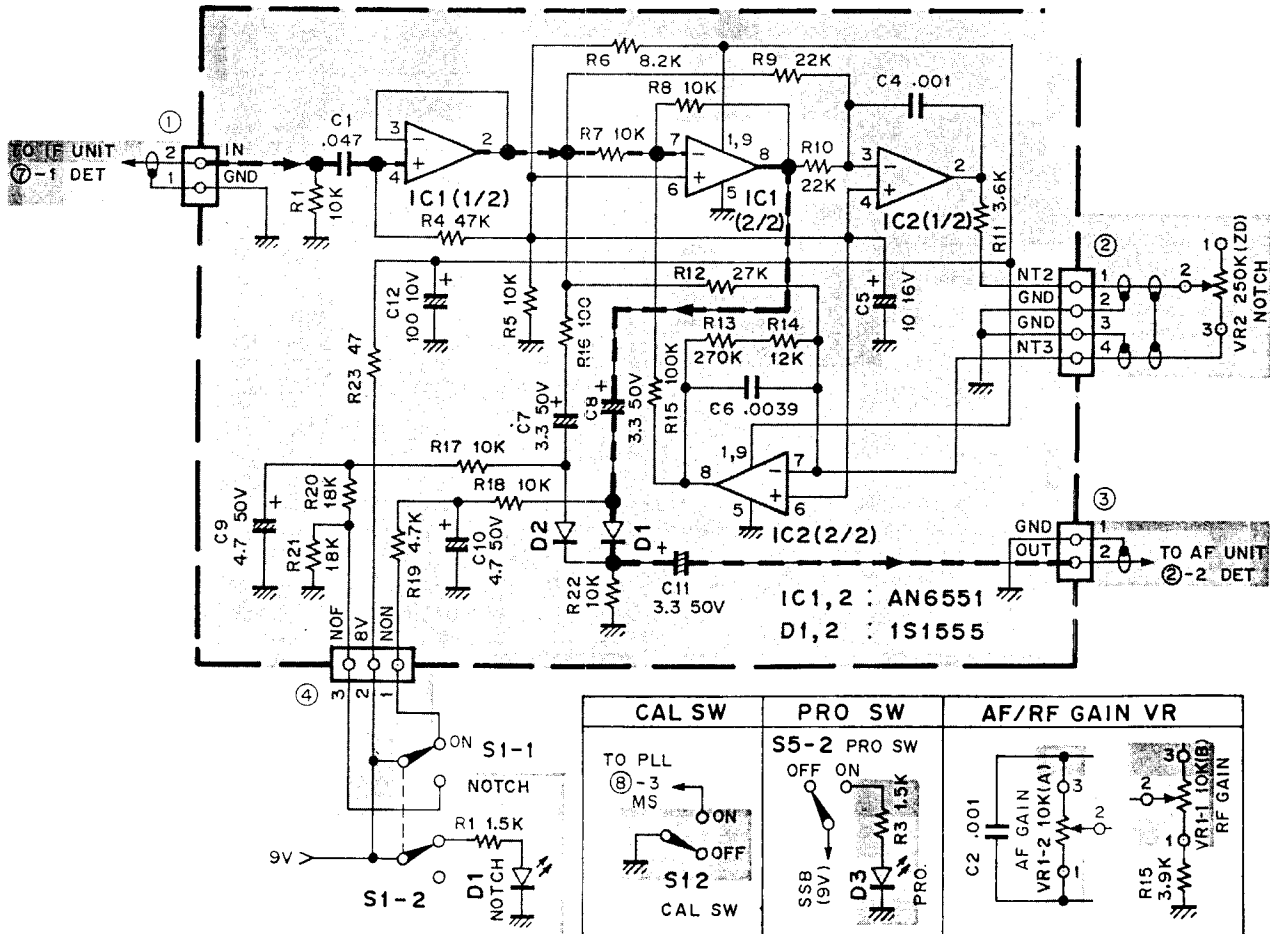 R6 8.2K
R9 22K
C4 .001
R8 10K
①
C1 .047
3
2
4
IC1(1/2)
R7 10K
7
6
1,9
8
5
IC1 (2/2)
R10 22K
3
4
2
IC2(1/2)
R11 3.6K
TO IF UNIT
⑦-1 DET
2
1
IN
GND
R1 10K
R4 47K
R5 10K
C12 100 10V
R23 47
R16 100
R12 27K
R13 270K
R14 12K
C5 10 16V
②
NT2
GND
GND
NT3
1
2
3
4
1
2
3
VR2 250K(ZD)
NOTCH
C7 3.3 50V
C8 3.3 50V
R15 100K
C6 .0039
R17 10K
R18 10K
8
1,9
7
6
5
IC2(2/2)
C9 4.7 50V
R20 18K
R21 18K
R19 4.7K
C10 4.7 50V
D2
D1
R22 10K
C11 3.3 50V
③
GND
OUT
1
2
TO AF UNIT
②-2 DET
IC1,2 : AN6551
D1,2 : 1S1555
NOF
8V
NON
④
3
2
1
ON
S1-1
NOTCH
9V
R1 1.5K
D1
NOTCH
S1-2
CAL SW
TO PLL
⑧-3
MS
ON
OFF
S12
CAL SW
PRO SW
S5-2 PRO SW
OFF ON
R3 1.5K
SSB (9V)
D3
PRO.
AF/RF GAIN VR
C2 .001
AF GAIN
VR1-2 10K(A)
3
2
1
3
2
1
VR1-1 10K(B)
RF GAIN
R15 3.9K